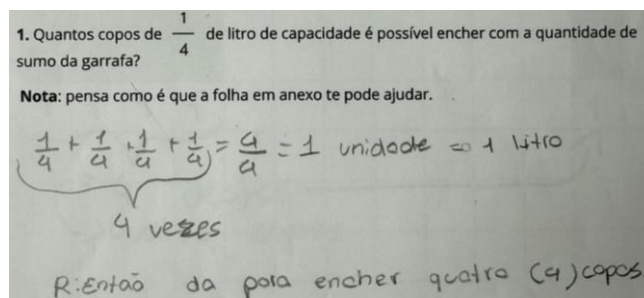 1. Quantos copos de 1/4 de litro de capacidade é possível encher com a quantidade de
sumo da garrafa?
Nota: pensa como é que a folha em anexo te pode ajudar.
1/4 + 1/4 + 1/4 + 1/4 = 4/4 = 1 unidade = 1 litro
4 vezes
R: Então da pora encher quatro (4) copos